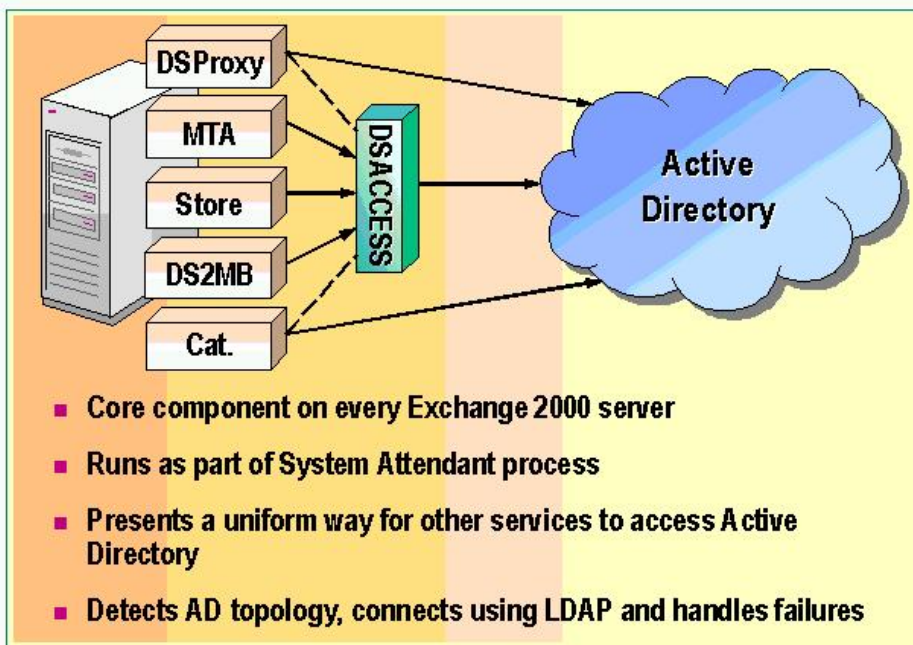 DSProxy
MTA
Store
DS2MB
Cat.
DSACCESS
Active
Directory
■ Core component on every Exchange 2000 server
■ Runs as part of System Attendant process
■ Presents a uniform way for other services to access Active
Directory
■ Detects AD topology, connects using LDAP and handles failures